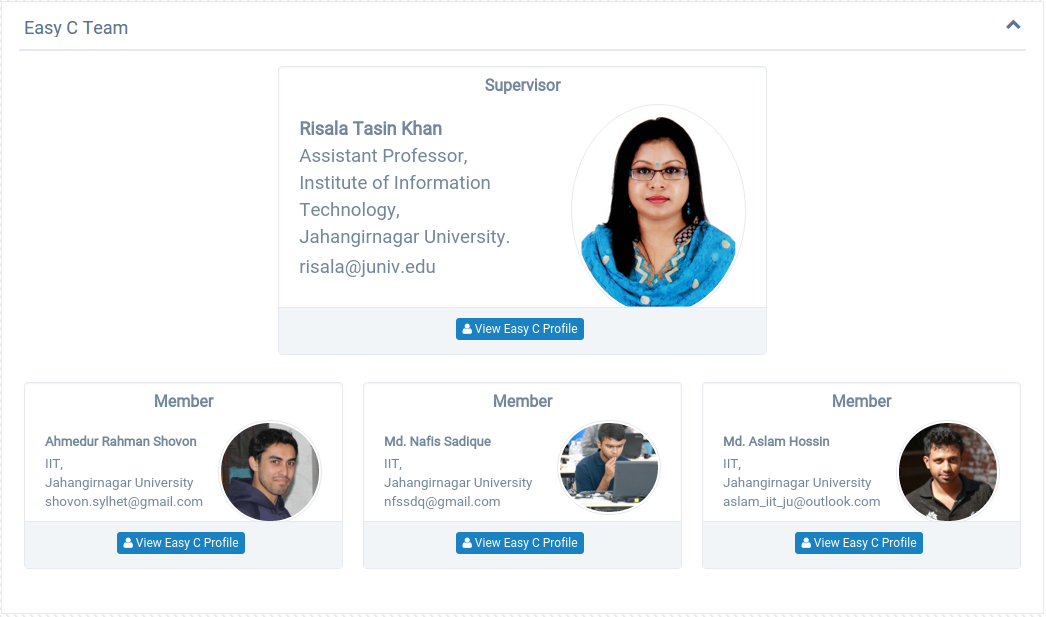 Easy C Team
Supervisor
Risala Tasin Khan
Assistant Professor,
Institute of Information
Technology,
Jahangirnagar University.
risala@juniv.edu
View Easy C Profile
Member
Ahmedur Rahman Shovon
IIT,
Jahangirnagar University
shovon.sylhet@gmail.com
View Easy C Profile
Member
Md. Nafis Sadique
IIT,
Jahangirnagar University
nfssdq@gmail.com
View Easy C Profile
Member
Md. Aslam Hossin
IIT,
Jahangirnagar University
aslam_iit_ju@outlook.com
View Easy C Profile